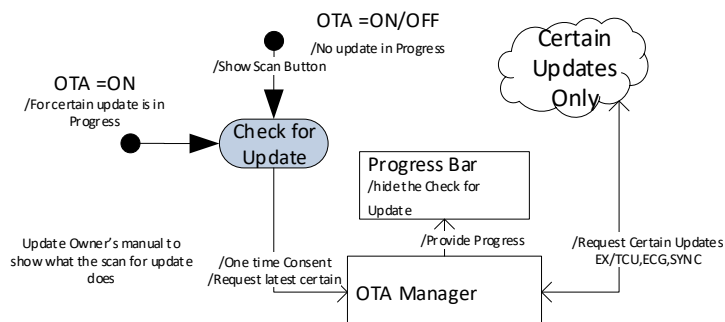 OTA =ON/OFF
/No update in Progress
/Show Scan Button
OTA =ON
/For certain update is in
Progress
Check for
Update
Certain
Updates
Only
Progress Bar
/hide the Check for
Update
/Provide Progress
Update Owner's manual to
show what the scan for update
does
/One time Consent
/Request latest certain
OTA Manager
/Request Certain Updates
EX/TCU,ECG,SYNC